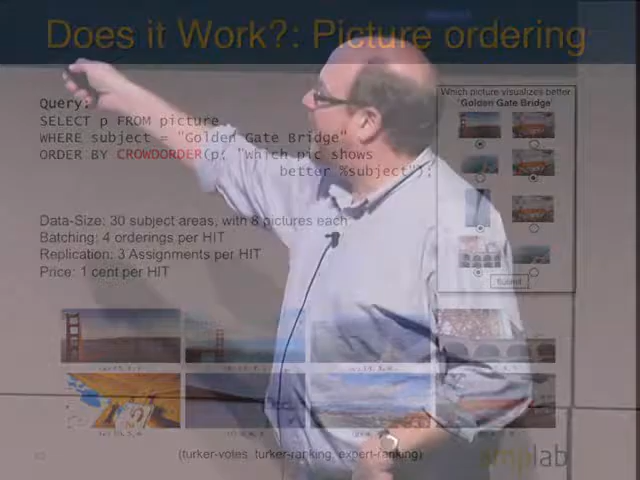 Does it Work?: Picture ordering
Query:
SELECT p FROM picture
WHERE subject = "Golden Gate Bridge"
ORDER BY CROWDORDER(p, "Which pic shows
better %subject");
Data-Size: 30 subject areas, with 8 pictures each
Batching: 4 orderings per HIT
Replication: 3 Assignments per HIT
Price: 1 cent per HIT
Which picture visualizes better
"Golden Gate Bridge"
Submit
(turker-votes, turker-ranking, expert-ranking)
amplab